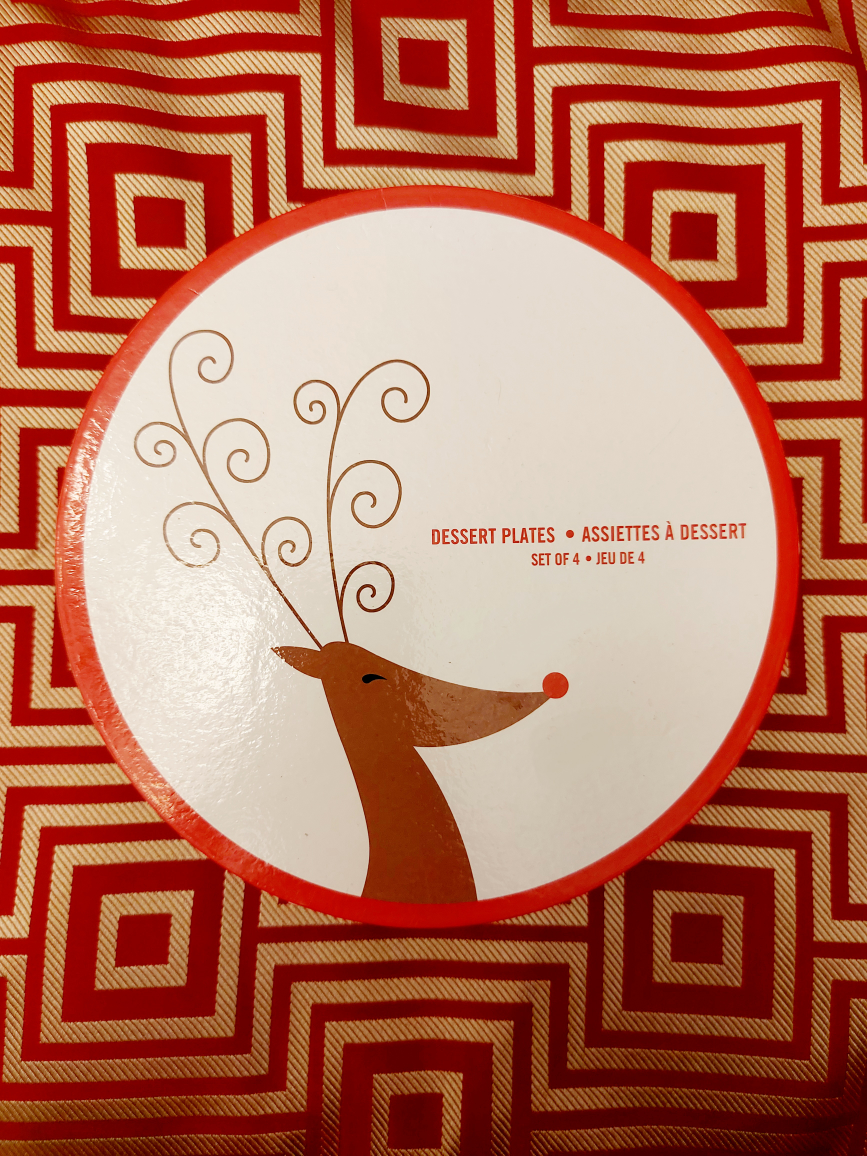 DESSERT PLATES • ASSIETTES À DESSERT
SET OF 4 • JEU DE 4